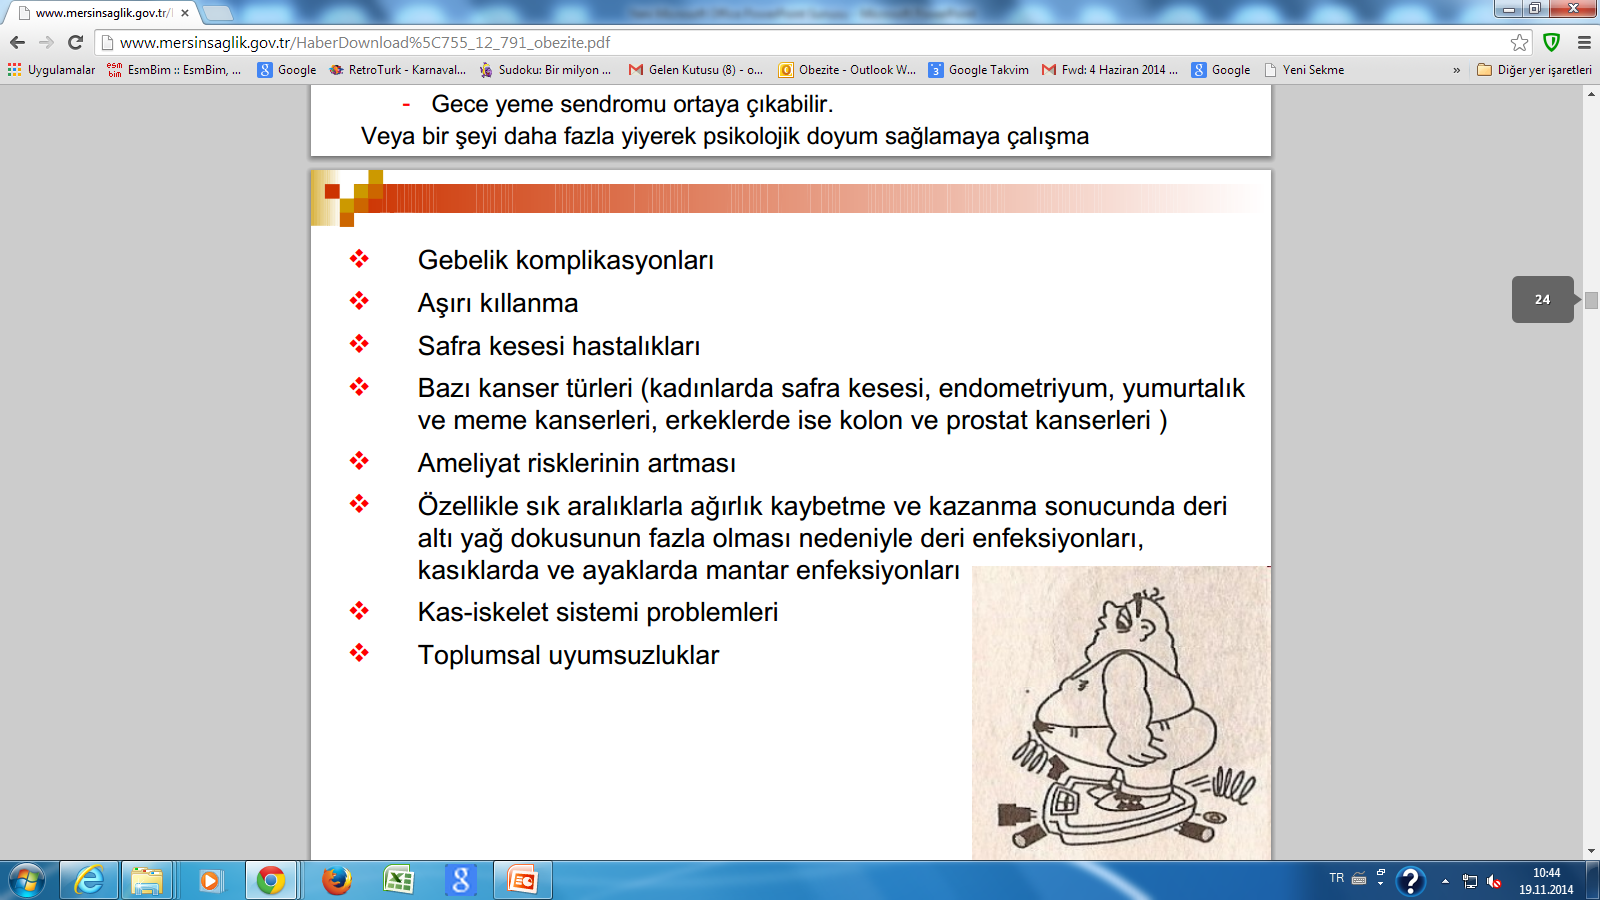 www.mersinsaglik.gov.tr/
www.mersinsaglik.gov.tr/HaberDownload%5C755_12_791_obezite.pdf
Uygulamalar
esm bim
EsmBim :: EsmBim, ...
Google
RetroTurk - Karnaval...
Sudoku: Bir milyon ...
Gelen Kutusu (8) - o...
Obezite - Outlook W...
Google Takvim
Fwd: 4 Haziran 2014 ...
Google
Yeni Sekme
»
Diğer yer işaretleri
- Gece yeme sendromu ortaya çıkabilir.
Veya bir şeyi daha fazla yiyerek psikolojik doyum sağlamaya çalışma
Gebelik komplikasyonları
Aşırı kıllanma
Safra kesesi hastalıkları
Bazı kanser türleri (kadınlarda safra kesesi, endometriyum, yumurtalık
ve meme kanserleri, erkeklerde ise kolon ve prostat kanserleri )
Ameliyat risklerinin artması
Özellikle sık aralıklarla ağırlık kaybetme ve kazanma sonucunda deri
altı yağ dokusunun fazla olması nedeniyle deri enfeksiyonları,
kasıklarda ve ayaklarda mantar enfeksiyonları
Kas-iskelet sistemi problemleri
Toplumsal uyumsuzluklar
24
TR
10:44
19.11.2014